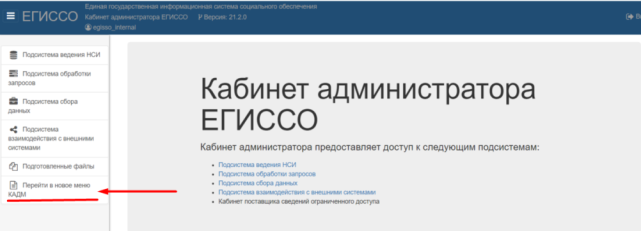 ЕГИССО
Единая государственная информационная система социального обеспечения
Кабинет администратора ЕГИССО
Версия: 21.2.0
egisso_internal
Подсистема ведения НСИ
Подсистема обработки
запросов
Подсистема сбора
данных
Подсистема
взаимодействия с внешними
системами
Подготовленные файлы
Перейти в новое меню
КАДМ
Кабинет администратора
ЕГИССО
Кабинет администратора предоставляет доступ к следующим подсистемам:
Подсистема ведения НСИ
Подсистема обработки запросов
Подсистема сбора данных
Подсистема взаимодействия с внешними системами
Кабинет поставщика сведений ограниченного доступа